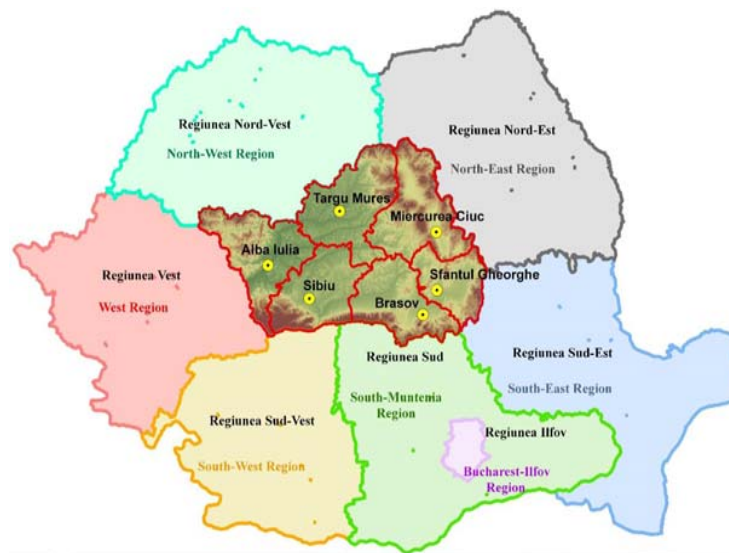 Regiunea Nord-Vest
North-West Region
Regiunea Nord-Est
North-East Region
Targu Mures
Miercurea Ciuc
Alba Iulia
Sfantul Gheorghe
Sibiu
Brasov
Regiunea Vest
West Region
Regiunea Sud
South-Muntenia
Region
Regiunea Sud-Est
South-East Region
Regiunea Sud-Vest
South-West Region
Regiunea Ilfov
Bucharest-Ilfov
Region